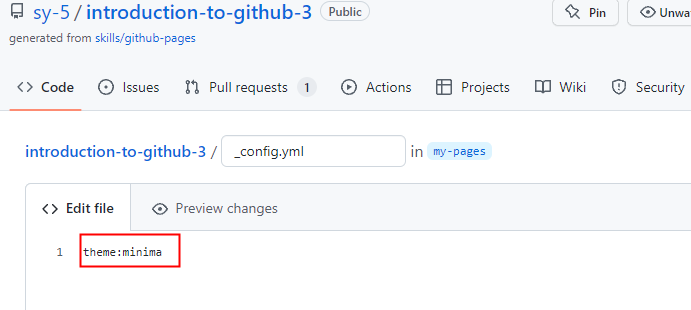 sy-5 / introduction-to-github-3 Public Pin Unwa
generated from skills/github-pages
Code Issues Pull requests 1 Actions Projects Wiki Security
introduction-to-github-3 / _config.yml in my-pages
Edit file Preview changes
1 theme:minima